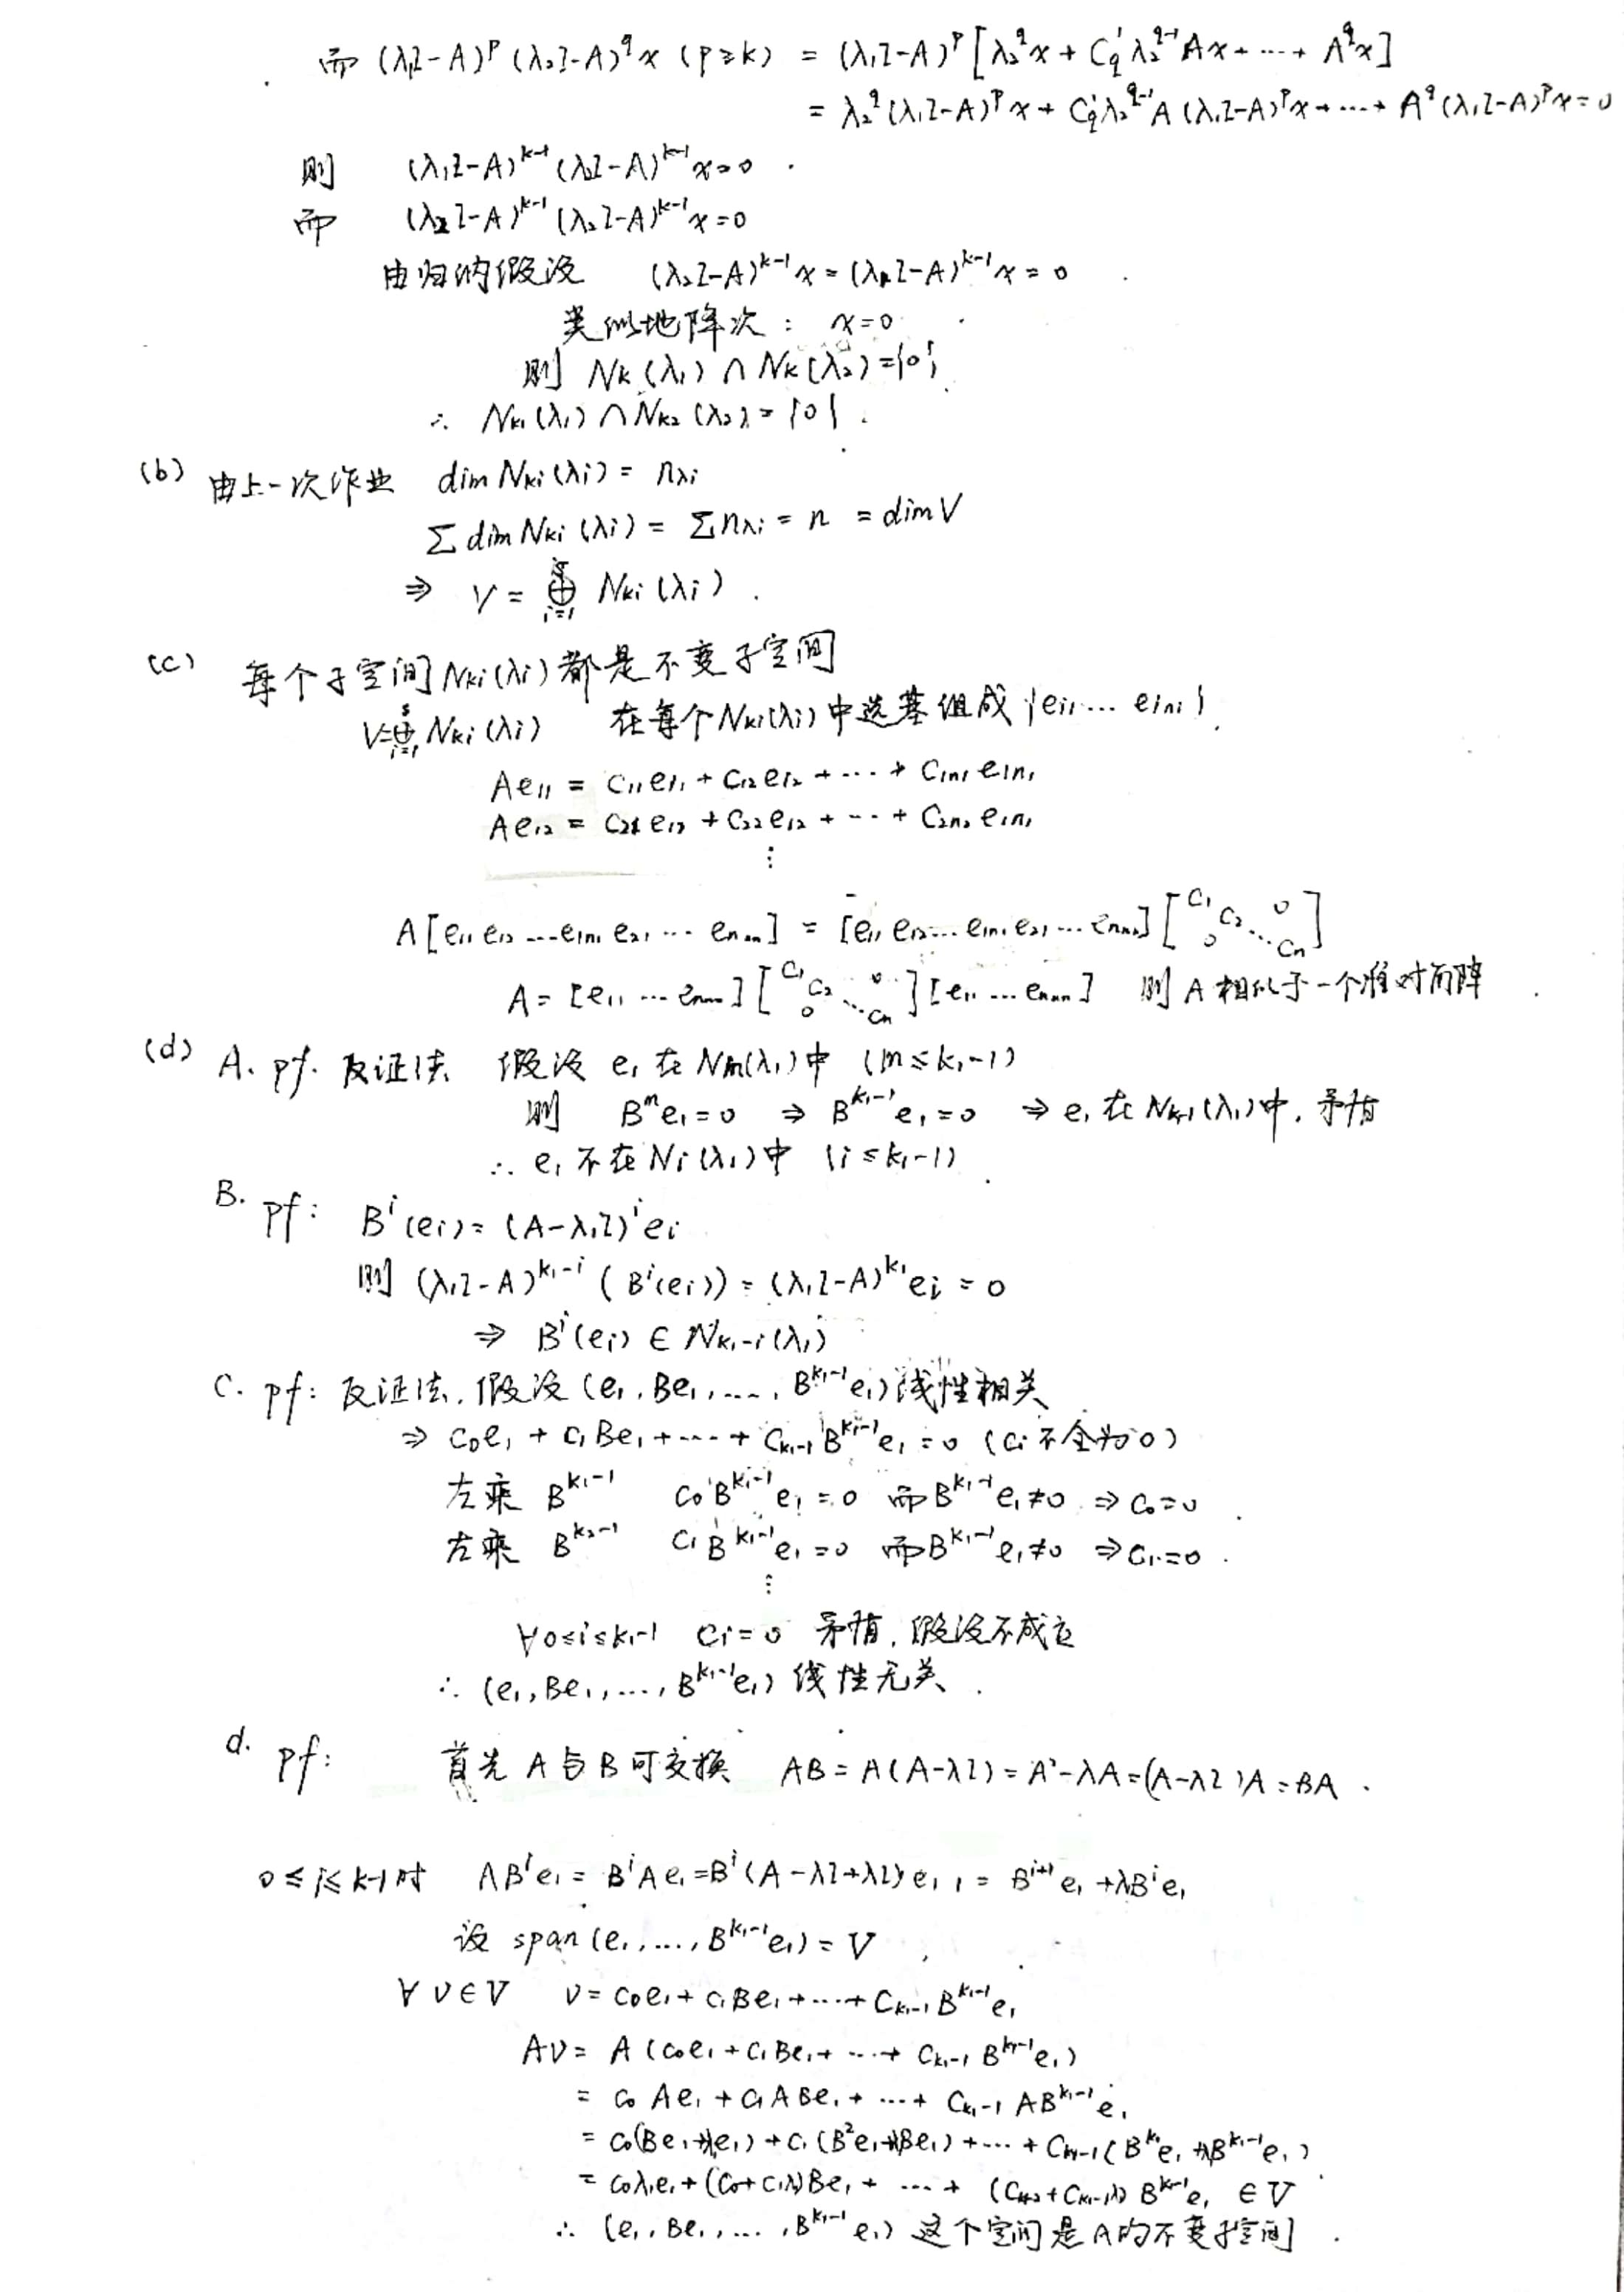 而 (λ₁I-A)^p (λ₂I-A)^q x (p≥k) = (λ₁I-A)^p [λ₂^q x + C_q^1 λ₂^{q-1} Ax + ⋯ + A^q x]
= λ₂^q (λ₁I-A)^p x + C_q^1 λ₂^{q-1} A (λ₁I-A)^p x + ⋯ + A^q (λ₁I-A)^p x = 0
则 (λ₁I-A)^{k-1} (λ₂I-A)^{k-1} x = 0 .
而 (λ₂I-A)^{k-1} (λ₂I-A)^{k-1} x = 0
由归纳假设 (λ₂I-A)^{k-1} x = (λ₁I-A)^{k-1} x = 0 .
类似地降次 : x=0 .
则 N_k(λ₁) ∩ N_k(λ₂) = {0}
∴ N_{k₁}(λ₁) ∩ N_{k₂}(λ₂) = {0} .
(b) 由上一次作业 dim N_{ki}(λi) = n_{λi}
Σ dim N_{ki}(λi) = Σ n_{λi} = n = dim V
⇒ V = ⊕_{i=1}^s N_{ki}(λi) .
(c) 每个子空间 N_{ki}(λi) 都是不变子空间
V = ⊕_{i=1}^s N_{ki}(λi) 在每个 N_{ki}(λi) 中选基组成 {e_{i1} ⋯ e_{ini}} .
Ae₁₁ = c₁₁e₁₁ + c₁₂e₁₂ + ⋯ + c_{1n₁}e_{1n₁}
Ae₁₂ = c₂₁e₁₁ + c₂₂e₁₂ + ⋯ + c_{2n₂}e_{1n₁}
⋮
A[e₁₁ e₁₂ ⋯ e_{1n₁} e₂₁ ⋯ e_{nnn}] = [e₁₁ e₁₂ ⋯ e_{1n₁} e₂₁ ⋯ e_{nnn}] [C₁ C₂ 0 0 ⋱ Cn]
A = [e₁₁ ⋯ e_{nnn}] [C₁ C₂ 0 0 ⋱ Cn] [e₁₁ ⋯ e_{nnn}] 则 A 相似于一个准对角阵 .
(d) A. pf. 反证法 假设 e₁ 在 N_m(λ₁) 中 (m ≤ k₁-1)
则 B^m e₁ = 0 ⇒ B^{k₁-1} e₁ = 0 ⇒ e₁ 在 N_{k-1}(λ₁) 中, 矛盾
∴ e₁ 不在 N_i(λ₁) 中 (i ≤ k₁-1) .
B. pf: B^i(ei) = (A-λ₁I)^i ei
则 (λ₁I-A)^{k₁-i} (B^i(ei)) = (λ₁I-A)^{k₁} ei = 0
⇒ B^i(ei) ∈ N_{k₁-i}(λ₁)
C. pf: 反证法, 假设 (e₁, Be₁, ⋯, B^{k₁-1}e₁) 线性相关
⇒ c₀e₁ + c₁Be₁ + ⋯ + c_{k₁-1}B^{k₁-1}e₁ = 0 (ci 不全为 0)
左乘 B^{k₁-1} c₀B^{k₁-1}e₁ = 0 而 B^{k₁-1}e₁ ≠ 0 ⇒ c₀ = 0 .
左乘 B^{k₂-1} c₁B^{k₁-1}e₁ = 0 而 B^{k₁-1}e₁ ≠ 0 ⇒ c₁ = 0 .
⋮
∀ 0≤i≤k₁-1 ci = 0 矛盾, 假设不成立
∴ (e₁, Be₁, ⋯, B^{k₁-1}e₁) 线性无关 .
d. pf: 首先 A 与 B 可交换 AB = A(A-λI) = A²-λA = (A-λI)A = BA .
0 ≤ i ≤ k-1 时 AB^i e₁ = B^i A e₁ = B^i (A-λI+λI) e₁ = B^{i+1} e₁ + λB^i e₁
设 span(e₁, ⋯, B^{k₁-1}e₁) = V ,
∀ v∈V v = c₀e₁ + c₁Be₁ + ⋯ + c_{k₁-1}B^{k₁-1}e₁
Av = A(c₀e₁ + c₁Be₁ + ⋯ + c_{k₁-1}B^{k₁-1}e₁)
= c₀Ae₁ + c₁ABe₁ + ⋯ + c_{k₁-1}AB^{k₁-1}e₁
= c₀(Be₁+λe₁) + c₁(B²e₁+λBe₁) + ⋯ + c_{k₁-1}(B^{k₁}e₁+λB^{k₁-1}e₁)
= c₀λ₁e₁ + (c₀+c₁λ)Be₁ + ⋯ + (c_{k-2}+c_{k₁-1}λ)B^{k-1}e₁ ∈ V
∴ (e₁, Be₁, ⋯, B^{k₁-1}e₁) 这个空间是 A 的不变子空间 .